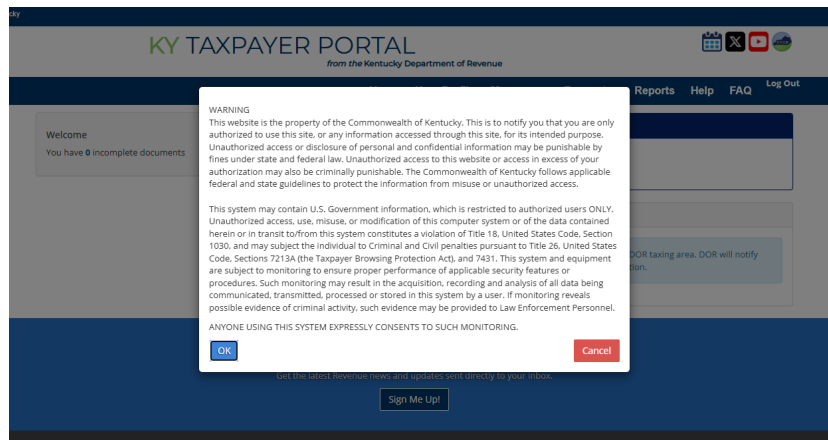 cky
KY TAXPAYER PORTAL
from the Kentucky Department of Revenue
Reports Help FAQ Log Out
Welcome
You have 0 incomplete documents
WARNING
This website is the property of the Commonwealth of Kentucky. This is to notify you that you are only
authorized to use this site, or any information accessed through this site, for its intended purpose.
Unauthorized access or disclosure of personal and confidential information may be punishable by
fines under state and federal law. Unauthorized access to this website or access in excess of your
authorization may also be criminally punishable. The Commonwealth of Kentucky follows applicable
federal and state guidelines to protect the information from misuse or unauthorized access.
This system may contain U.S. Government information, which is restricted to authorized users ONLY.
Unauthorized access, use, misuse, or modification of this computer system or of the data contained
herein or in transit to/from this system constitutes a violation of Title 18, United States Code, Section
1030, and may subject the individual to Criminal and Civil penalties pursuant to Title 26, United States
Code, Sections 7213A (the Taxpayer Browsing Protection Act), and 7431. This system and equipment
are subject to monitoring to ensure proper performance of applicable security features or
procedures. Such monitoring may result in the acquisition, recording and analysis of all data being
communicated, transmitted, processed or stored in this system by a user. If monitoring reveals
possible evidence of criminal activity, such evidence may be provided to Law Enforcement Personnel.
ANYONE USING THIS SYSTEM EXPRESSLY CONSENTS TO SUCH MONITORING.
OK Cancel
DOR taxing area. DOR will notify
tion.
Get the latest Revenue news and updates sent directly to your inbox.
Sign Me Up!